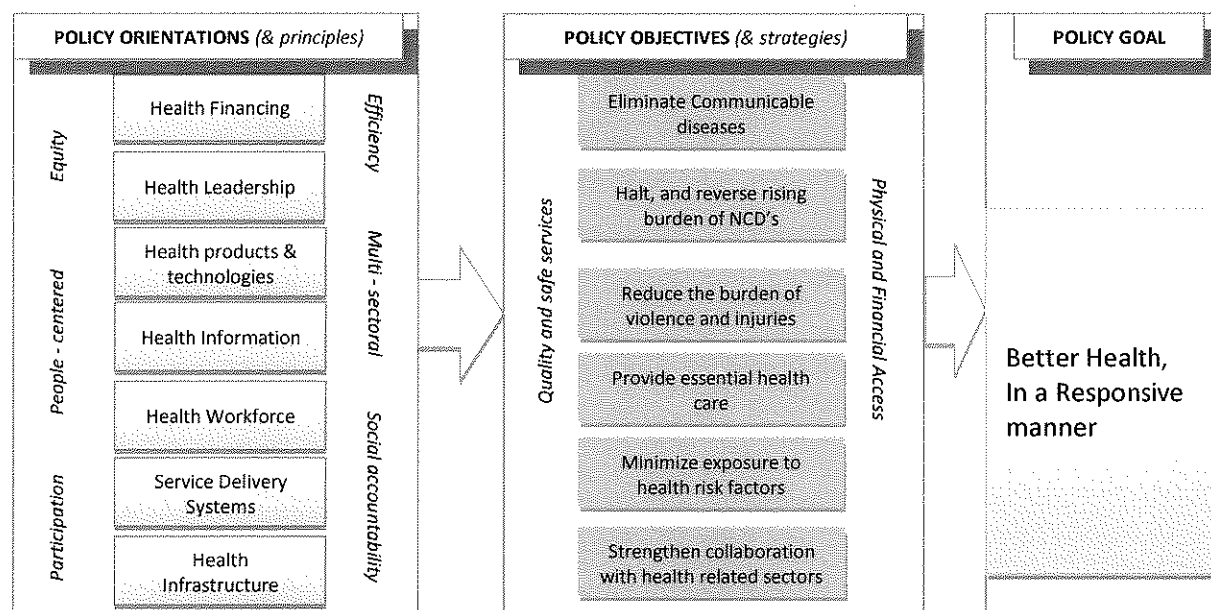 POLICY ORIENTATIONS (& principles)
Equity
People - centered
Participation
Health Financing
Health Leadership
Health products &
technologies
Health Information
Health Workforce
Service Delivery
Systems
Health
Infrastructure
Efficiency
Multi - sectoral
Social accountability
POLICY OBJECTIVES (& strategies)
Quality and safe services
Eliminate Communicable
diseases
Halt, and reverse rising
burden of NCD's
Reduce the burden of
violence and injuries
Provide essential health
care
Minimize exposure to
health risk factors
Strengthen collaboration
with health related sectors
Physical and Financial Access
POLICY GOAL
Better Health,
In a Responsive
manner